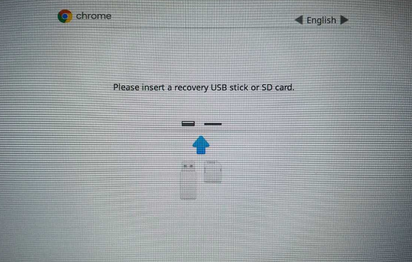 chrome
English
Please insert a recovery USB stick or SD card.